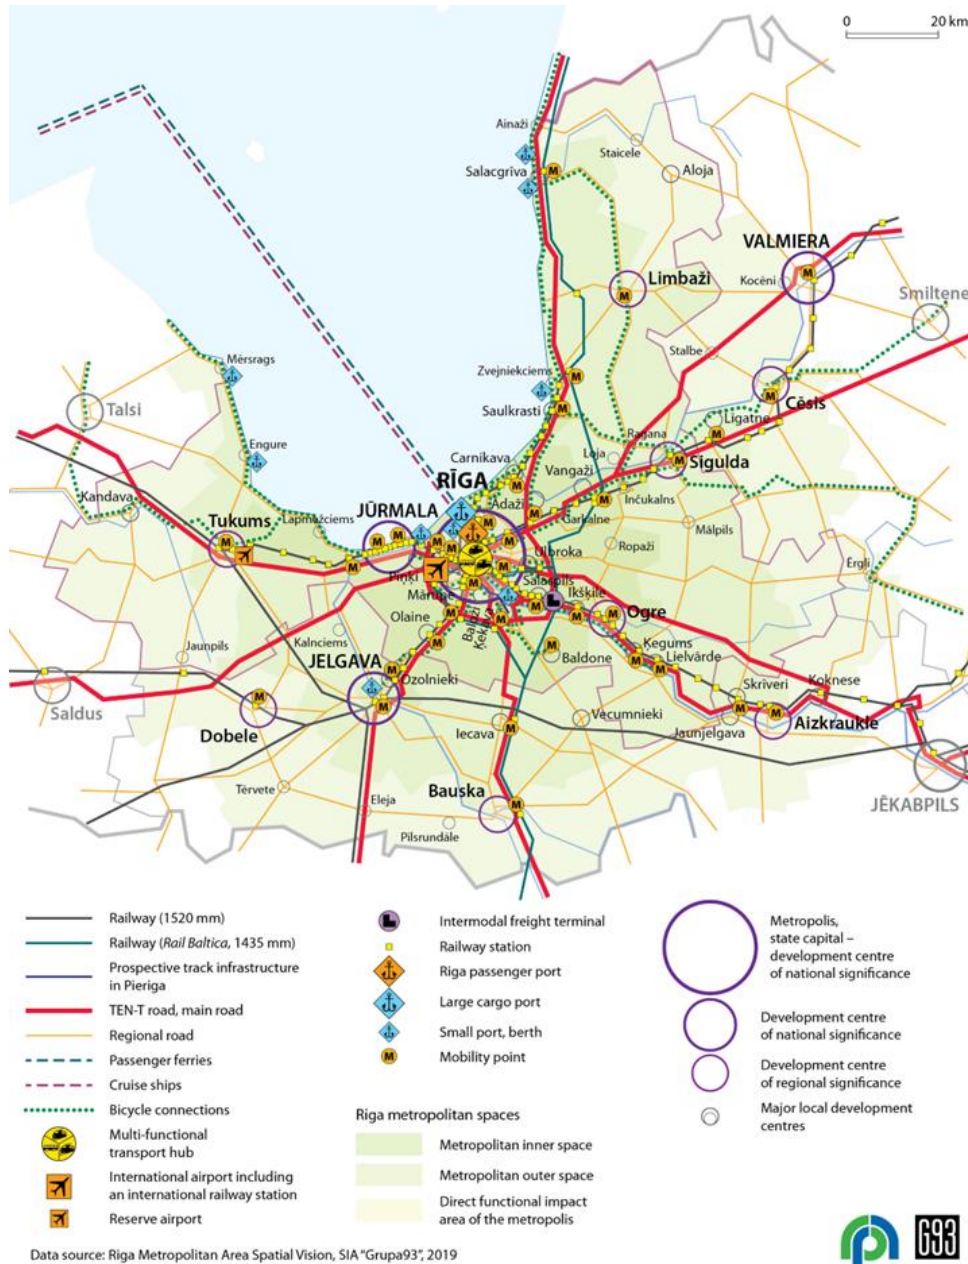 0 20 km
Ainaži
Staicele
Salacgrīva
Aloja
VALMIERA
Kocēni
Limbaži
Smiltene
Stalbe
Mērsrags
Zvejniekciems
Talsi
Saulkrasti
Cēsis
Līgatne
Engure
Ragana
Carnikava
Loja
Sigulda
RĪGA
Vangaži
Kandava
Ādaži
Inčukalns
JŪRMALA
Lapmežciems
Garkalne
Mālpils
Tukums
Ropaži
Ulbroka
Ērgļi
Piņķi
Salaspils
Mārupe
Ikšķile
Olaine
Baloži
Ķekava
Ogre
Kalnciems
Ķegums
Jaunpils
Baldone
Lielvārde
JELGAVA
Ozolnieki
Skrīveri
Koknese
Saldus
Vecumnieki
Dobele
Iecava
Jaunjelgava
Aizkraukle
Tērvete
Bauska
Eleja
JĒKABPILS
Pilsrundāle
Railway (1520 mm)
Railway (Rail Baltica, 1435 mm)
Prospective track infrastructure
in Pieriga
TEN-T road, main road
Regional road
Passenger ferries
Cruise ships
Bicycle connections
Multi-functional
transport hub
International airport including
an international railway station
Reserve airport
Intermodal freight terminal
Railway station
Riga passenger port
Large cargo port
Small port, berth
M Mobility point
Riga metropolitan spaces
Metropolitan inner space
Metropolitan outer space
Direct functional impact
area of the metropolis
Metropolis,
state capital –
development centre
of national significance
Development centre
of national significance
Development centre
of regional significance
Major local development
centres
Data source: Riga Metropolitan Area Spatial Vision, SIA "Grupa93", 2019
G93